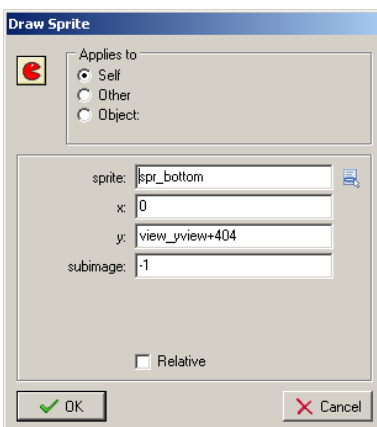 Draw Sprite
Applies to
Self
Other
Object:
sprite: spr_bottom
x: 0
y: view_yview+404
subimage: -1
Relative
OK Cancel